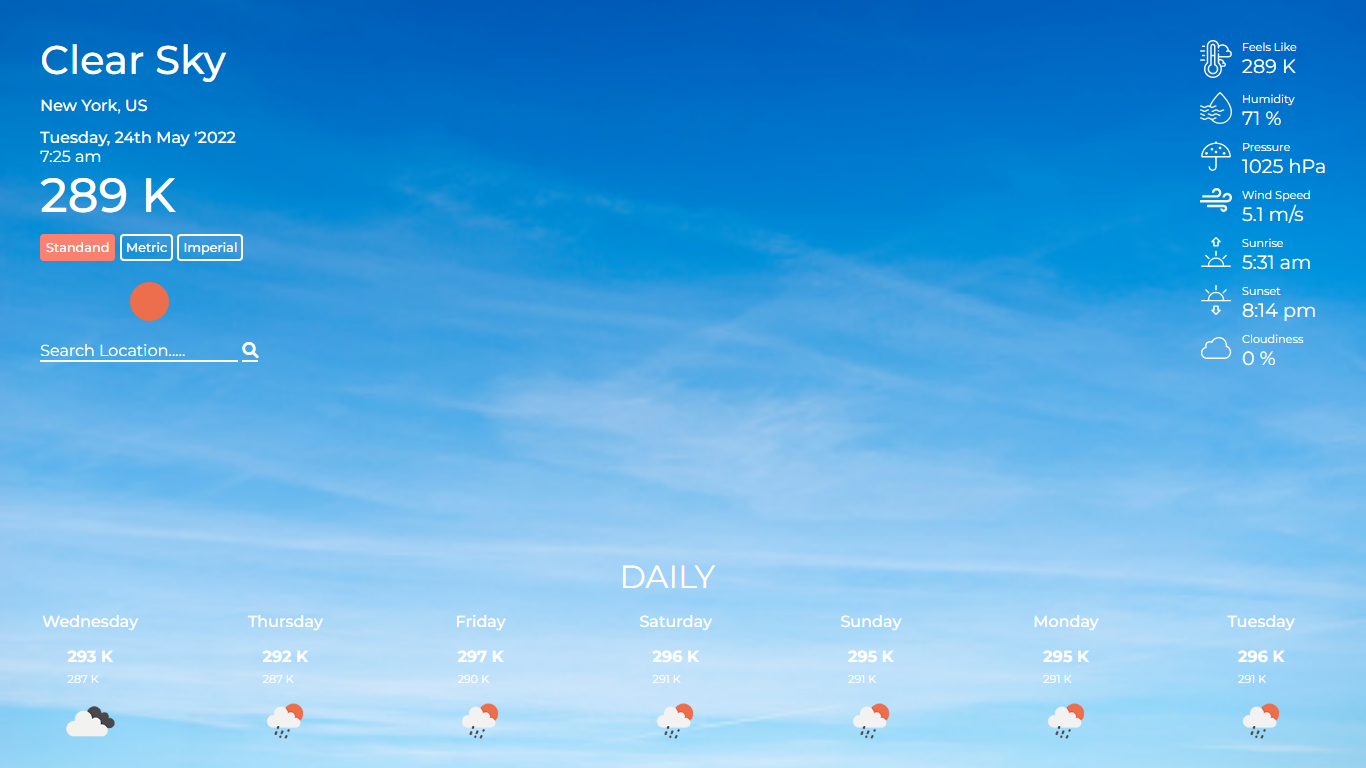 Clear Sky
New York, US
Tuesday, 24th May '2022
7:25 am
289 K
Standand Metric Imperial
Search Location.....
Feels Like
289 K
Humidity
71 %
Pressure
1025 hPa
Wind Speed
5.1 m/s
Sunrise
5:31 am
Sunset
8:14 pm
Cloudiness
0 %
DAILY
Wednesday Thursday Friday Saturday Sunday Monday Tuesday
293 K 292 K 297 K 296 K 295 K 295 K 296 K
287 K 287 K 290 K 291 K 291 K 291 K 291 K